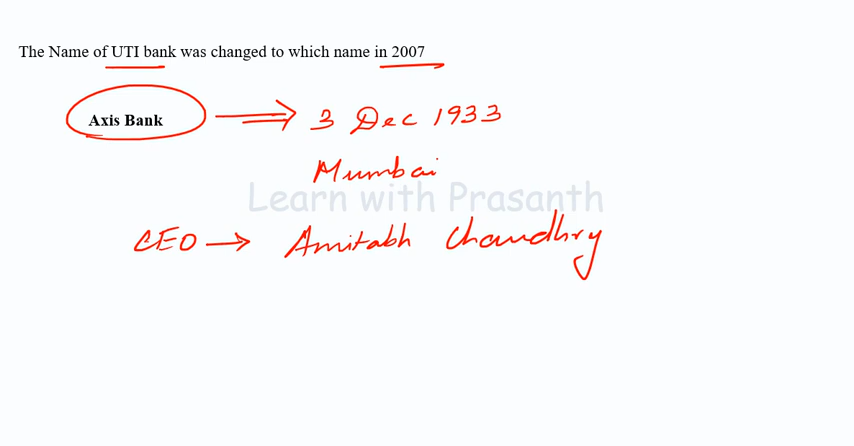 The Name of UTI bank was changed to which name in 2007
Axis Bank
3 Dec 1933
Mumbai
Learn with Prasanth
CEO → Amitabh Chaudhry